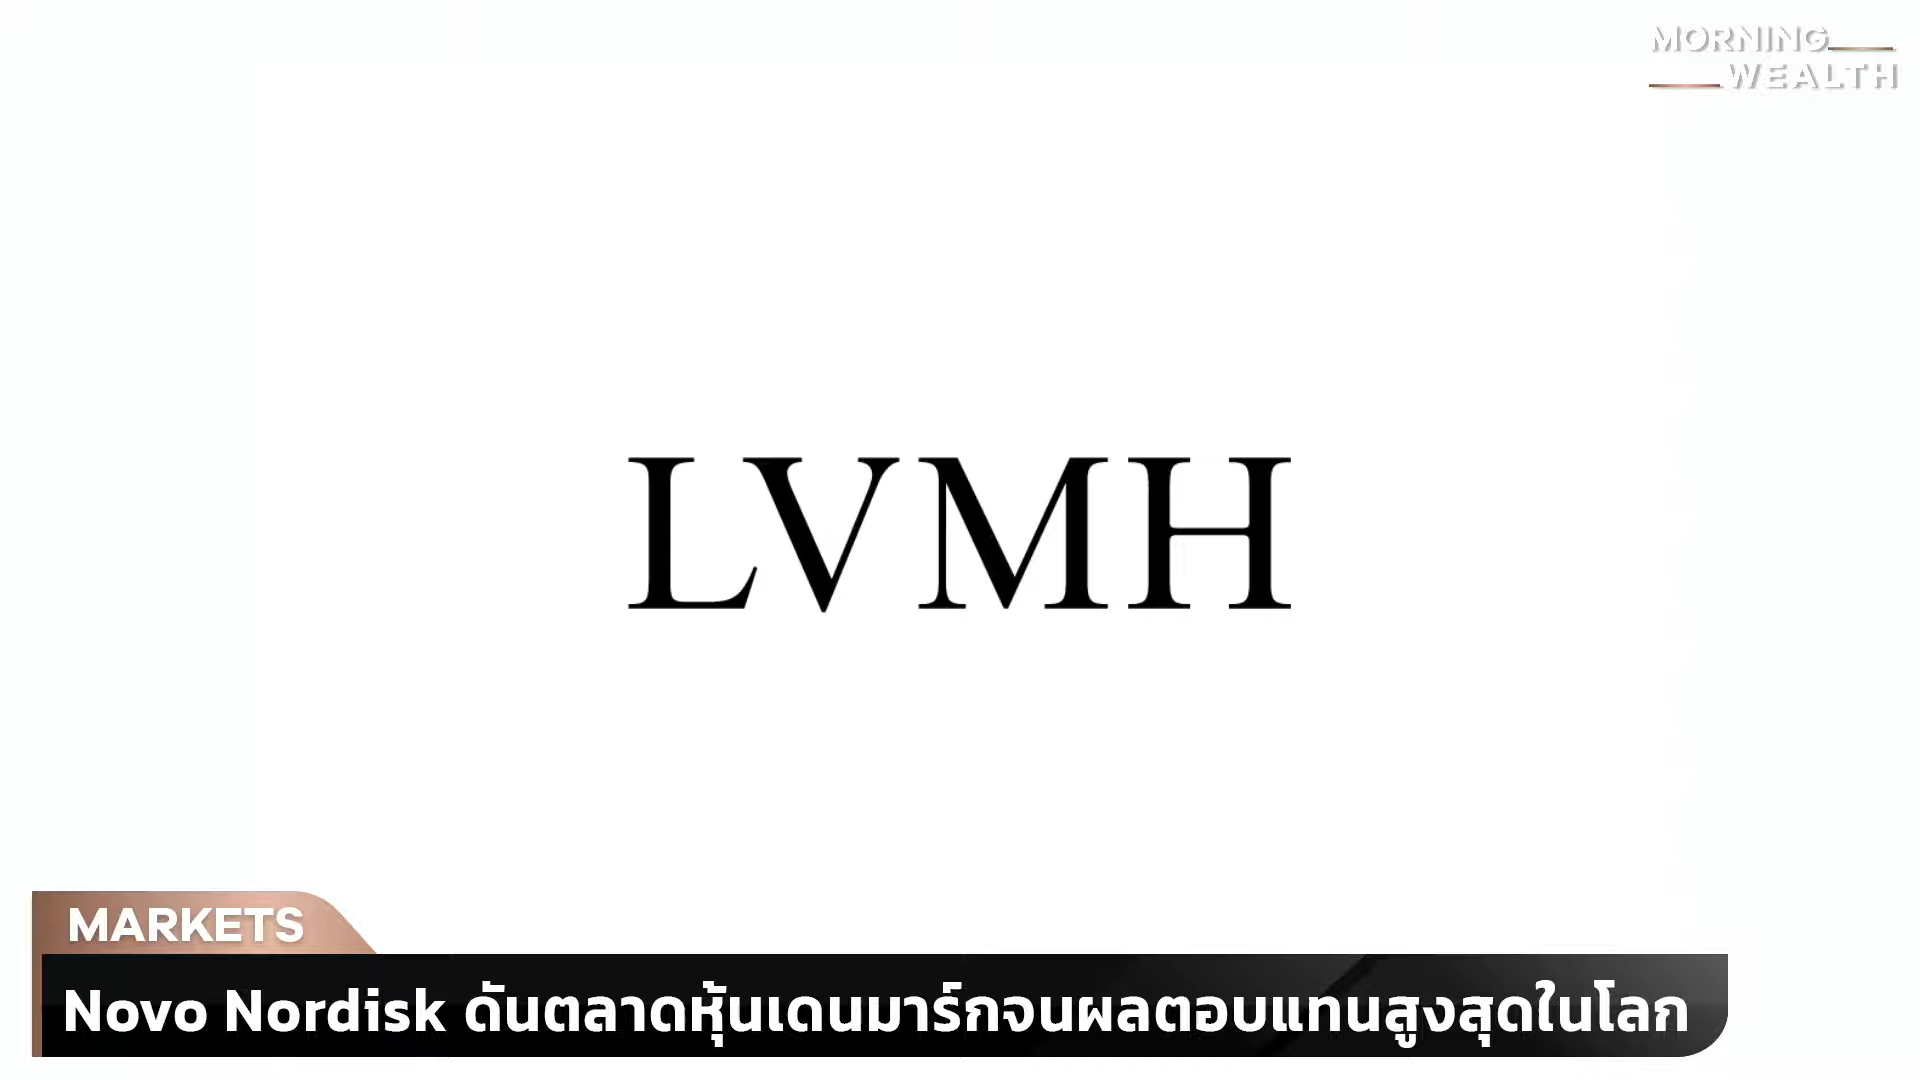 MORNING
WEALTH
LVMH
MARKETS
Novo Nordisk ดันตลาดหุ้นเดนมาร์กจนผลตอบแทนสูงสุดในโลก